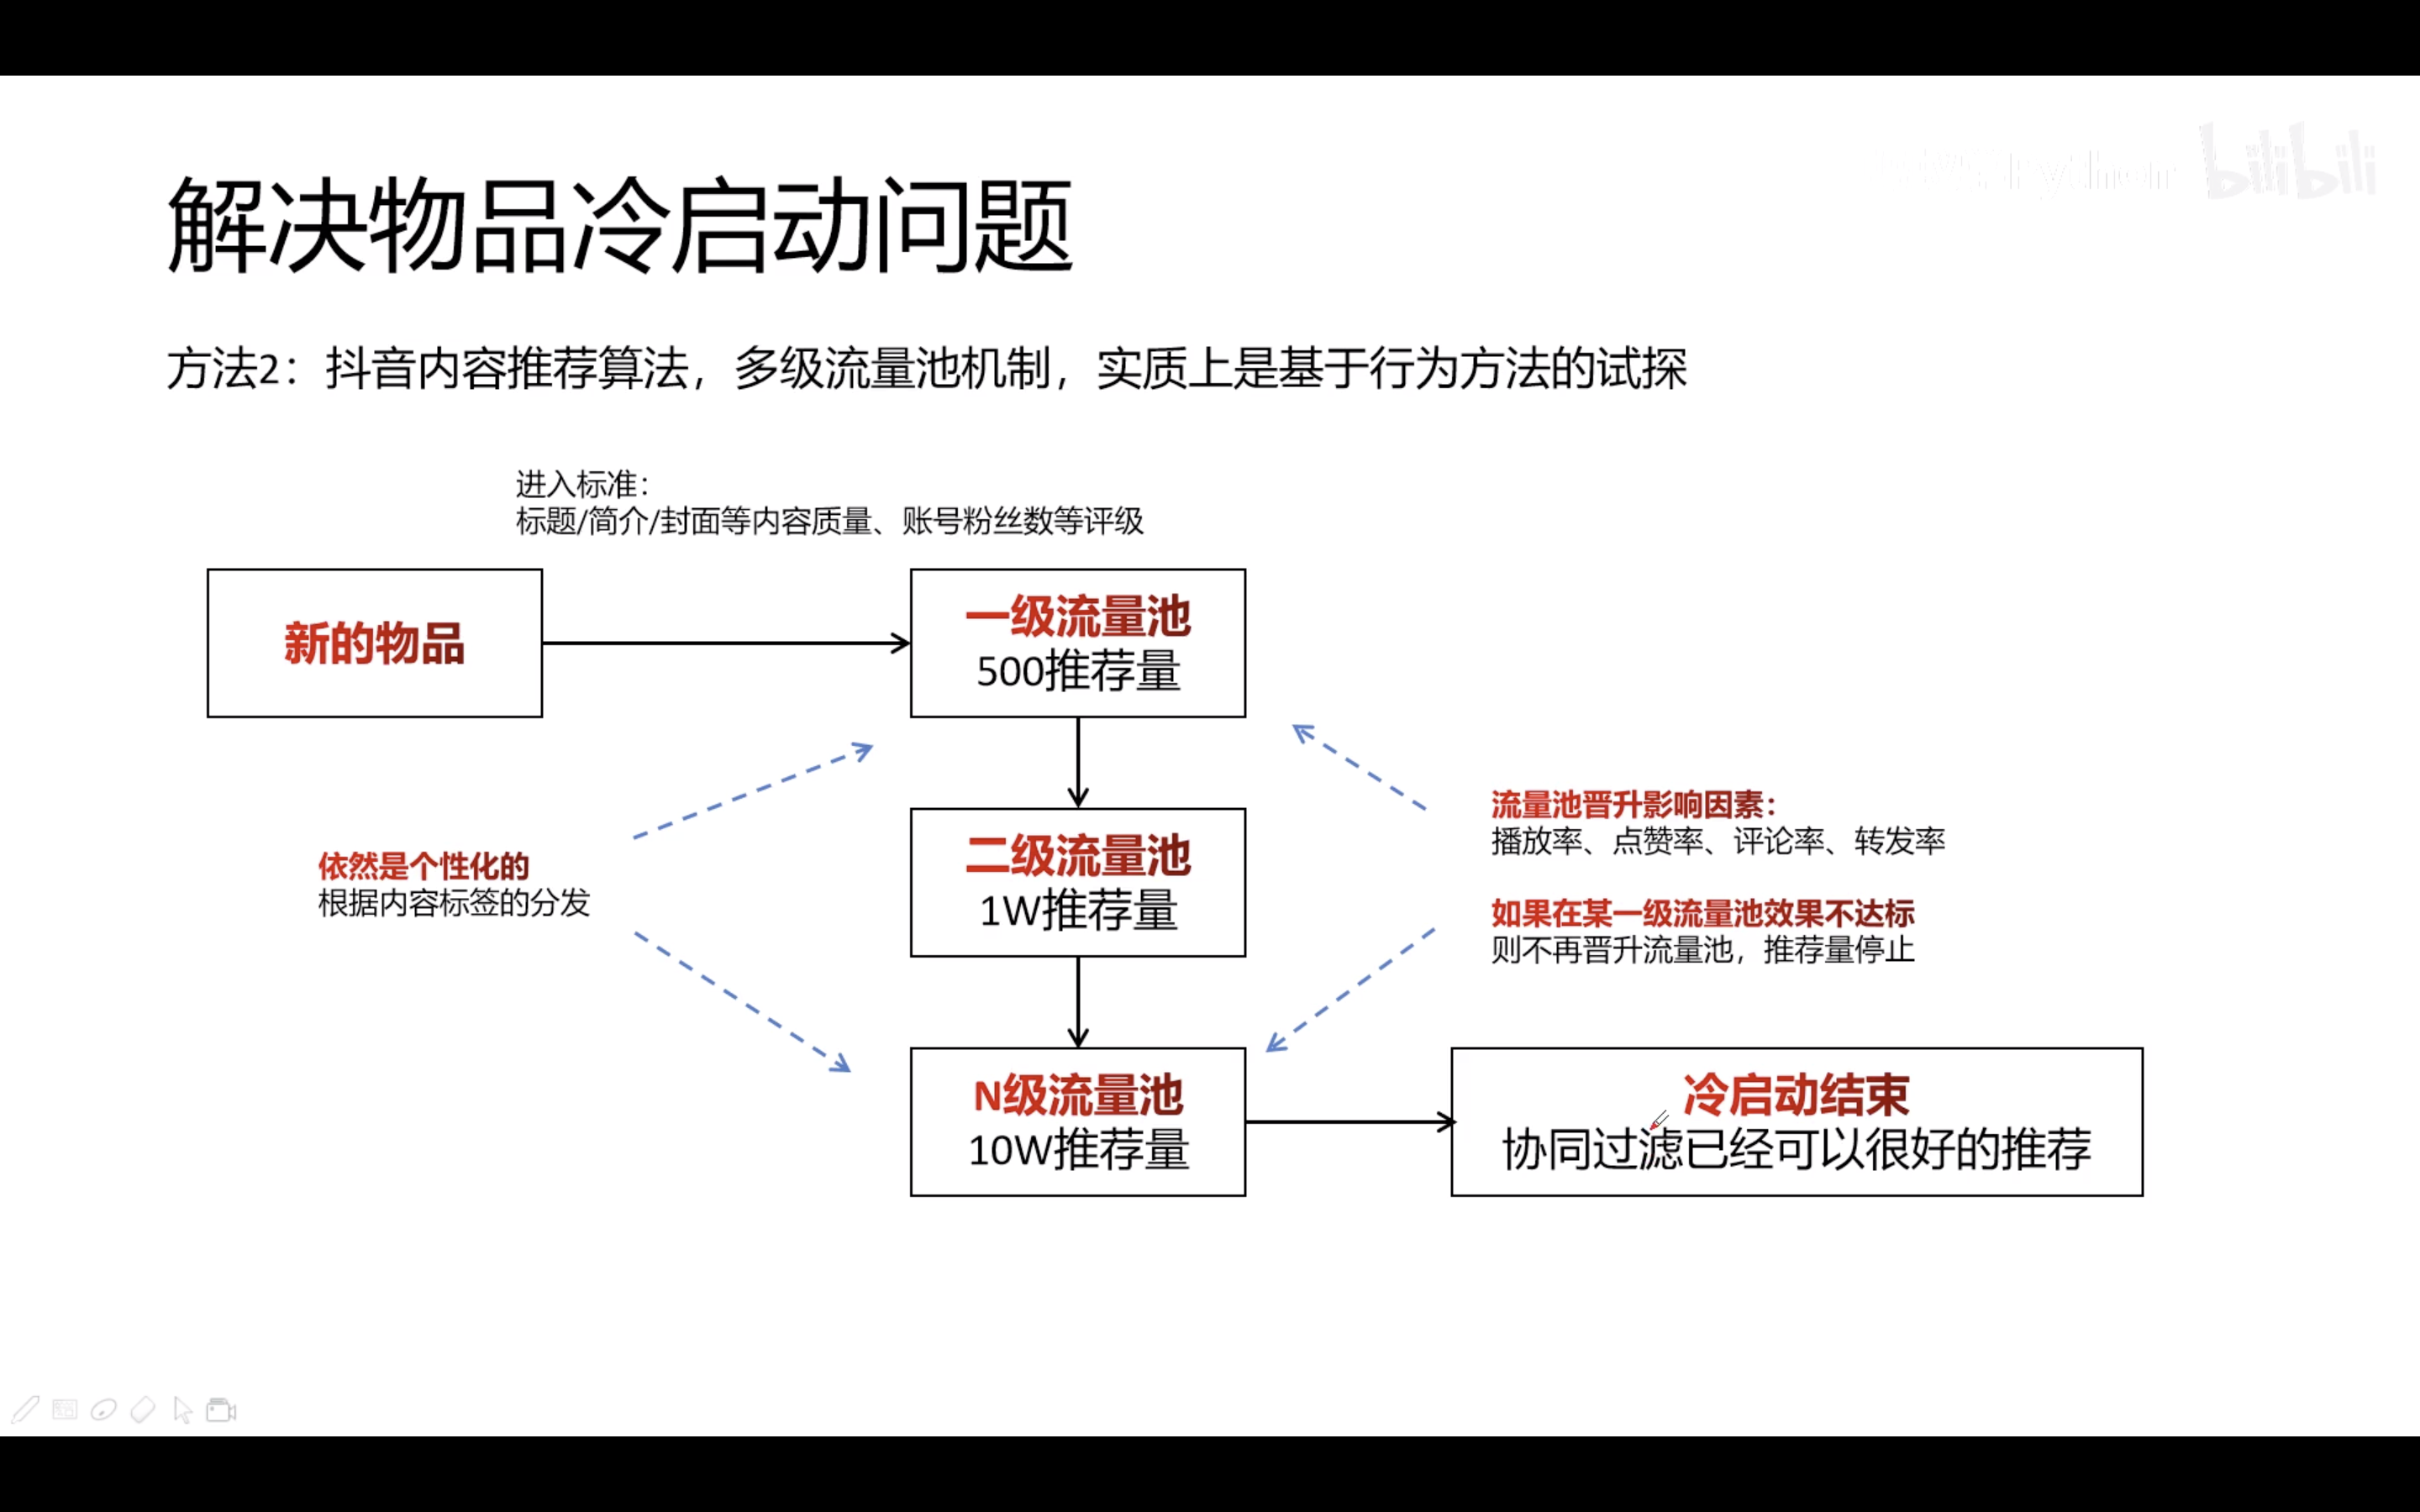 bilibili
解决物品冷启动问题
方法2：抖音内容推荐算法，多级流量池机制，实质上是基于行为方法的试探
进入标准：
标题/简介/封面等内容质量、账号粉丝数等评级
新的物品
一级流量池
500推荐量
流量池晋升影响因素：
播放率、点赞率、评论率、转发率
二级流量池
1W推荐量
依然是个性化的
根据内容标签的分发
如果在某一级流量池效果不达标
则不再晋升流量池，推荐量停止
N级流量池
10W推荐量
冷启动结束
协同过滤已经可以很好的推荐